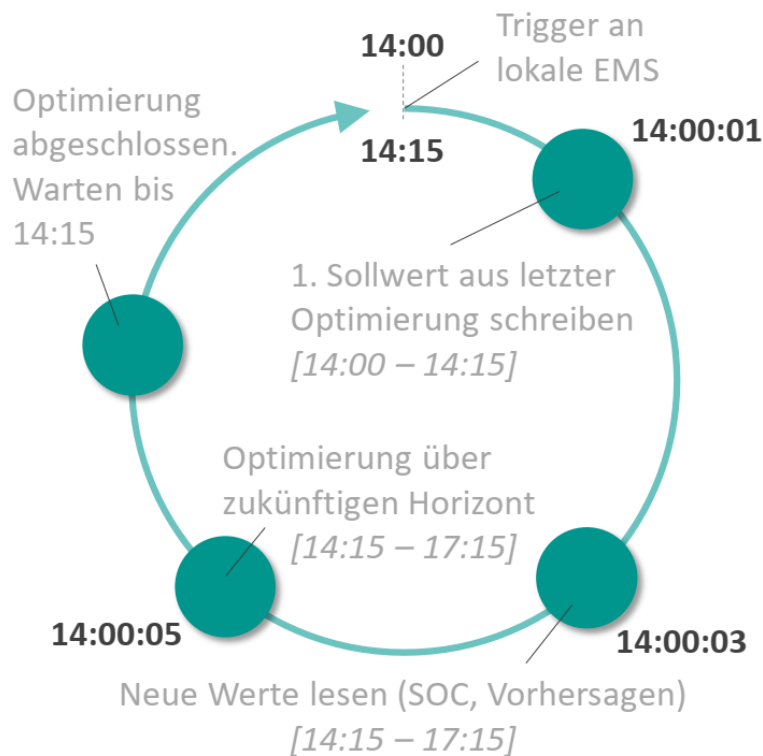 14:00
Trigger an
lokale EMS
14:15
14:00:01
1. Sollwert aus letzter
Optimierung schreiben
[14:00 – 14:15]
14:00:03
Neue Werte lesen (SOC, Vorhersagen)
[14:15 – 17:15]
14:00:05
Optimierung über
zukünftigen Horizont
[14:15 – 17:15]
Optimierung
abgeschlossen.
Warten bis
14:15